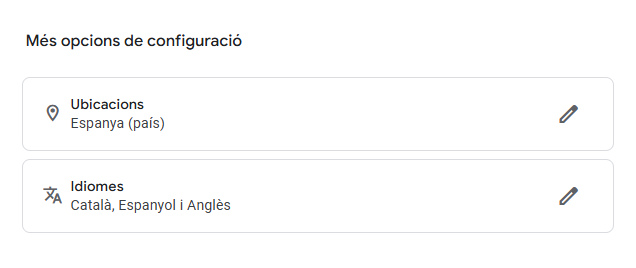 Més opcions de configuració
Ubicacions
Espanya (país)
Idiomes
Català, Espanyol i Anglès